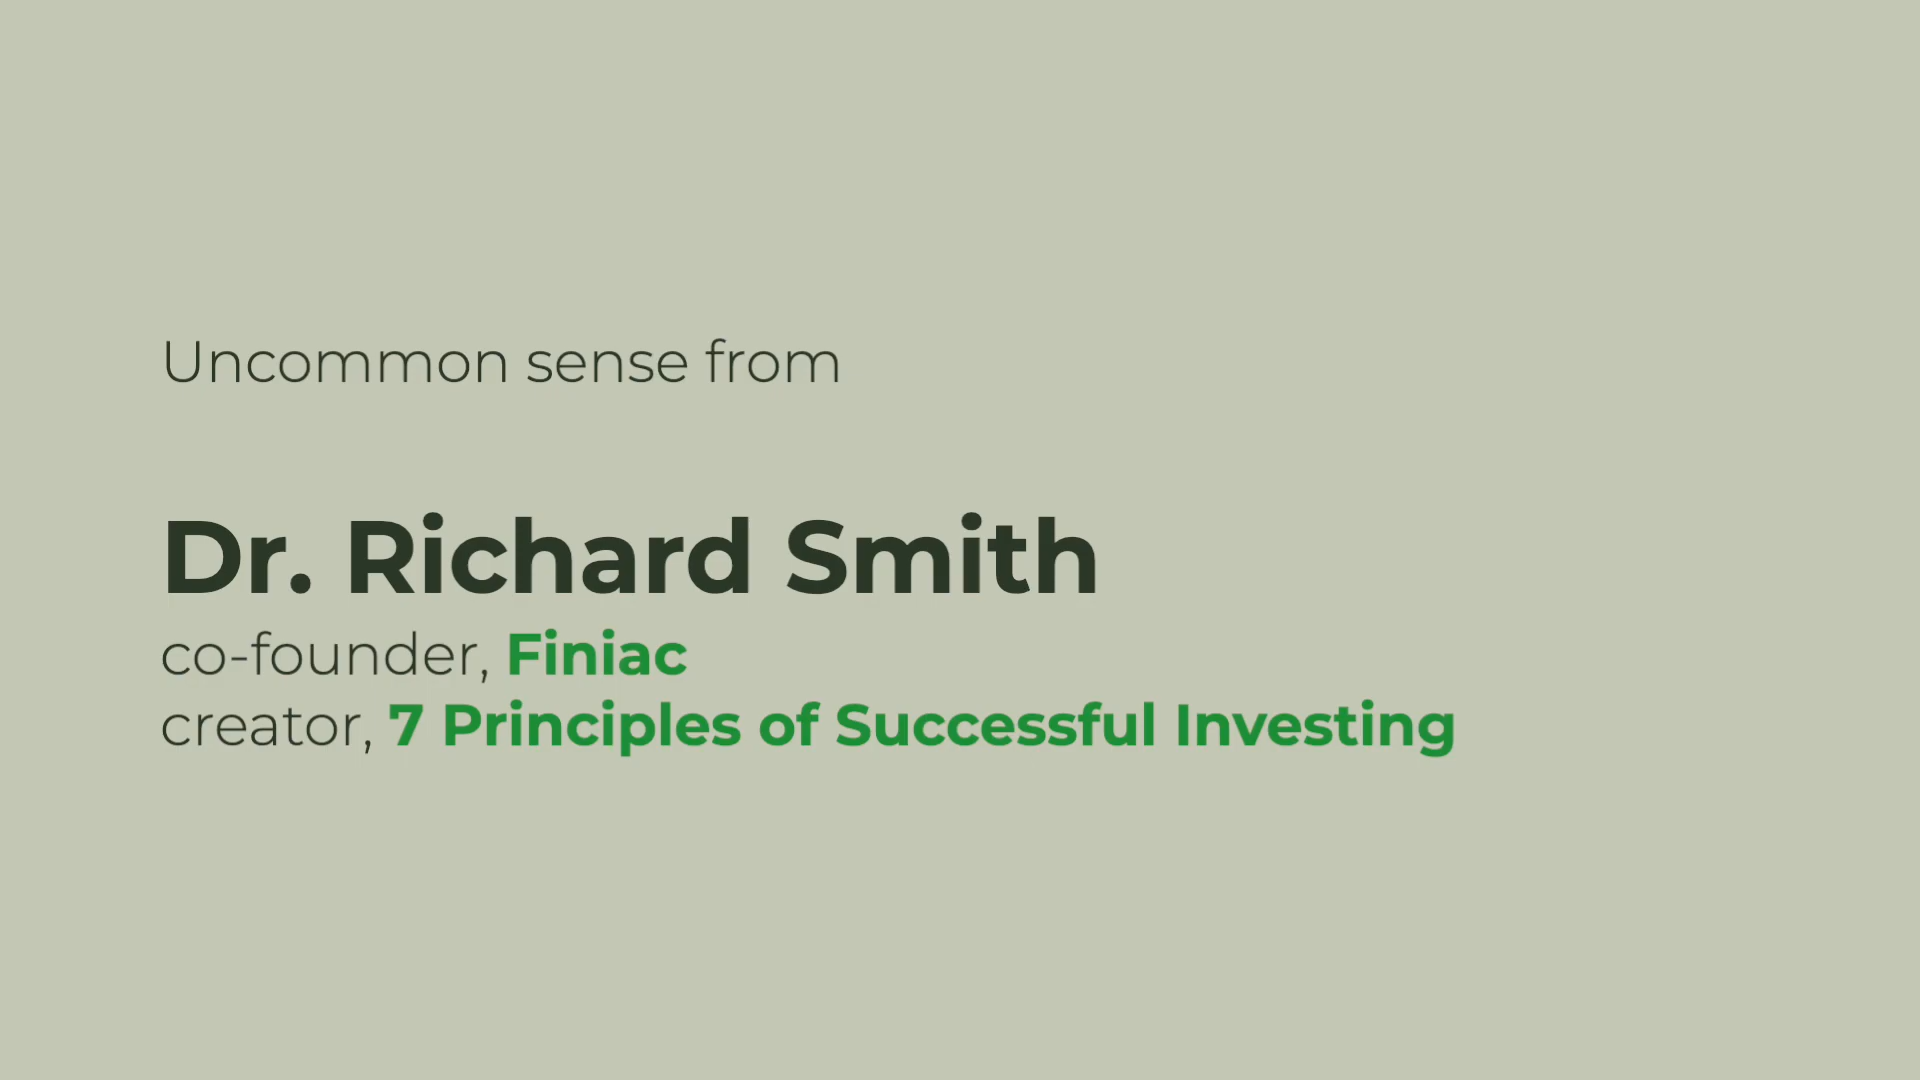 Uncommon sense from
Dr. Richard Smith
co-founder, Finiac
creator, 7 Principles of Successful Investing